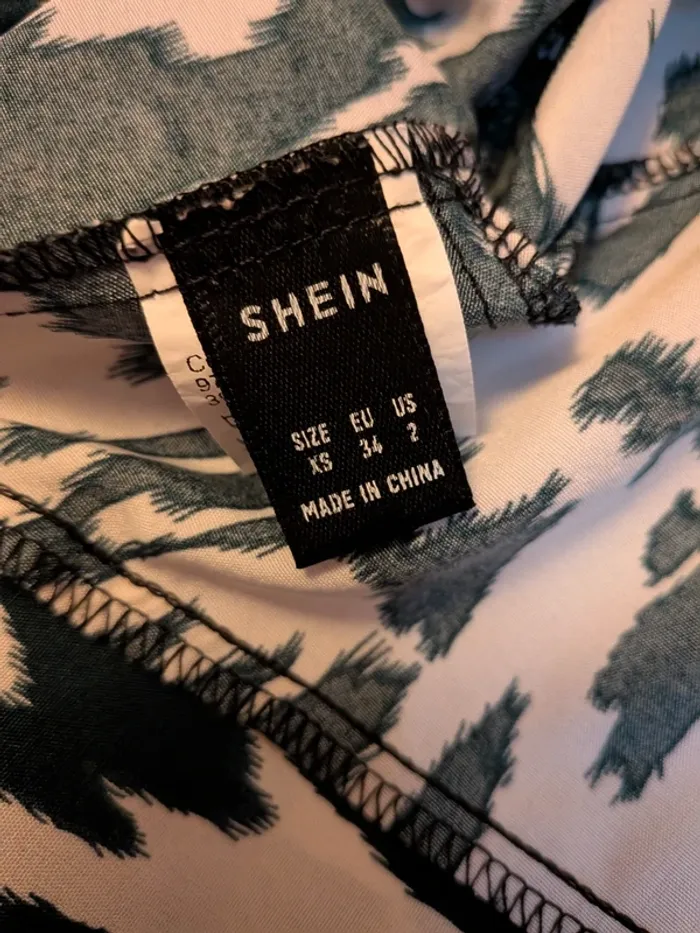 SHEIN
SIZE EU US
XS 34 2
MADE IN CHINA